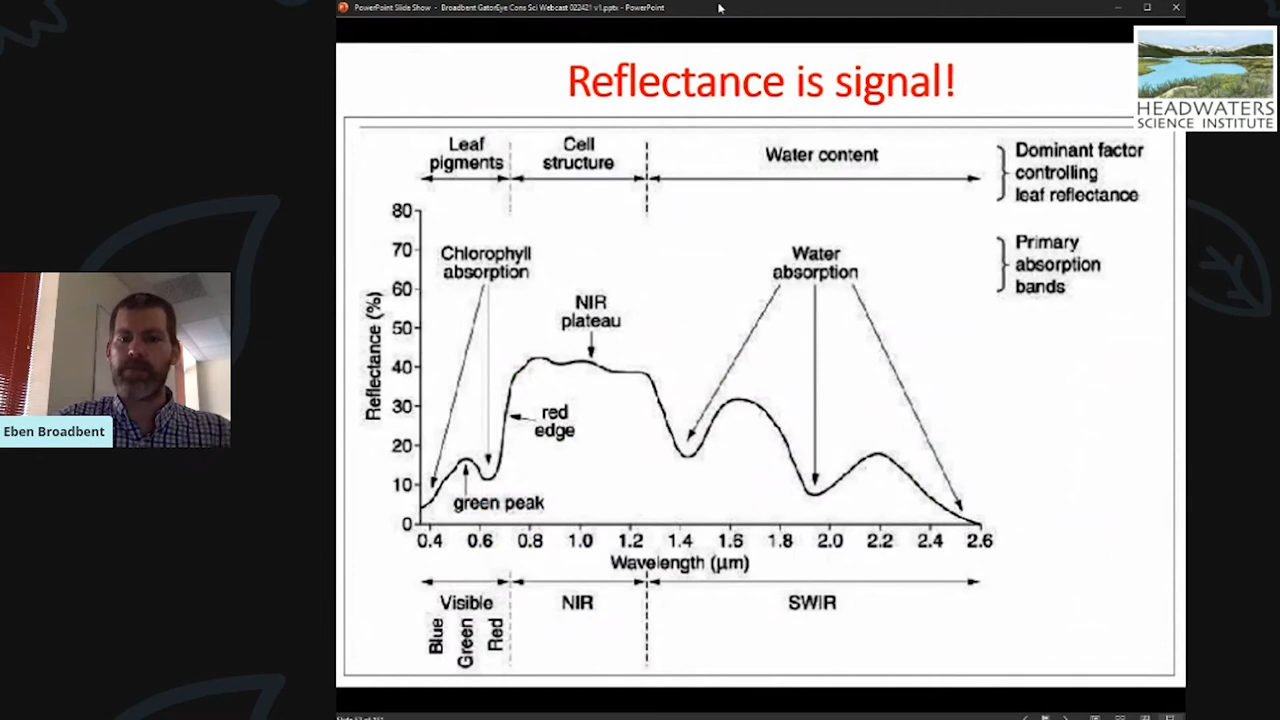 PowerPoint Slide Show - Broadbent GatorEye Cons Sci Webcast 022421 v1.pptx - PowerPoint
Reflectance is signal!
HEADWATERS
SCIENCE INSTITUTE
Leaf
pigments
Cell
structure
Water content
Dominant factor
controlling
leaf reflectance
Primary
absorption
bands
Chlorophyll
absorption
NIR
plateau
Water
absorption
red
edge
green peak
Reflectance (%)
80
70
60
50
40
30
20
10
0
0.4 0.6 0.8 1.0 1.2 1.4 1.6 1.8 2.0 2.2 2.4 2.6
Wavelength (µm)
Visible
NIR
SWIR
Blue
Green
Red
Eben Broadbent